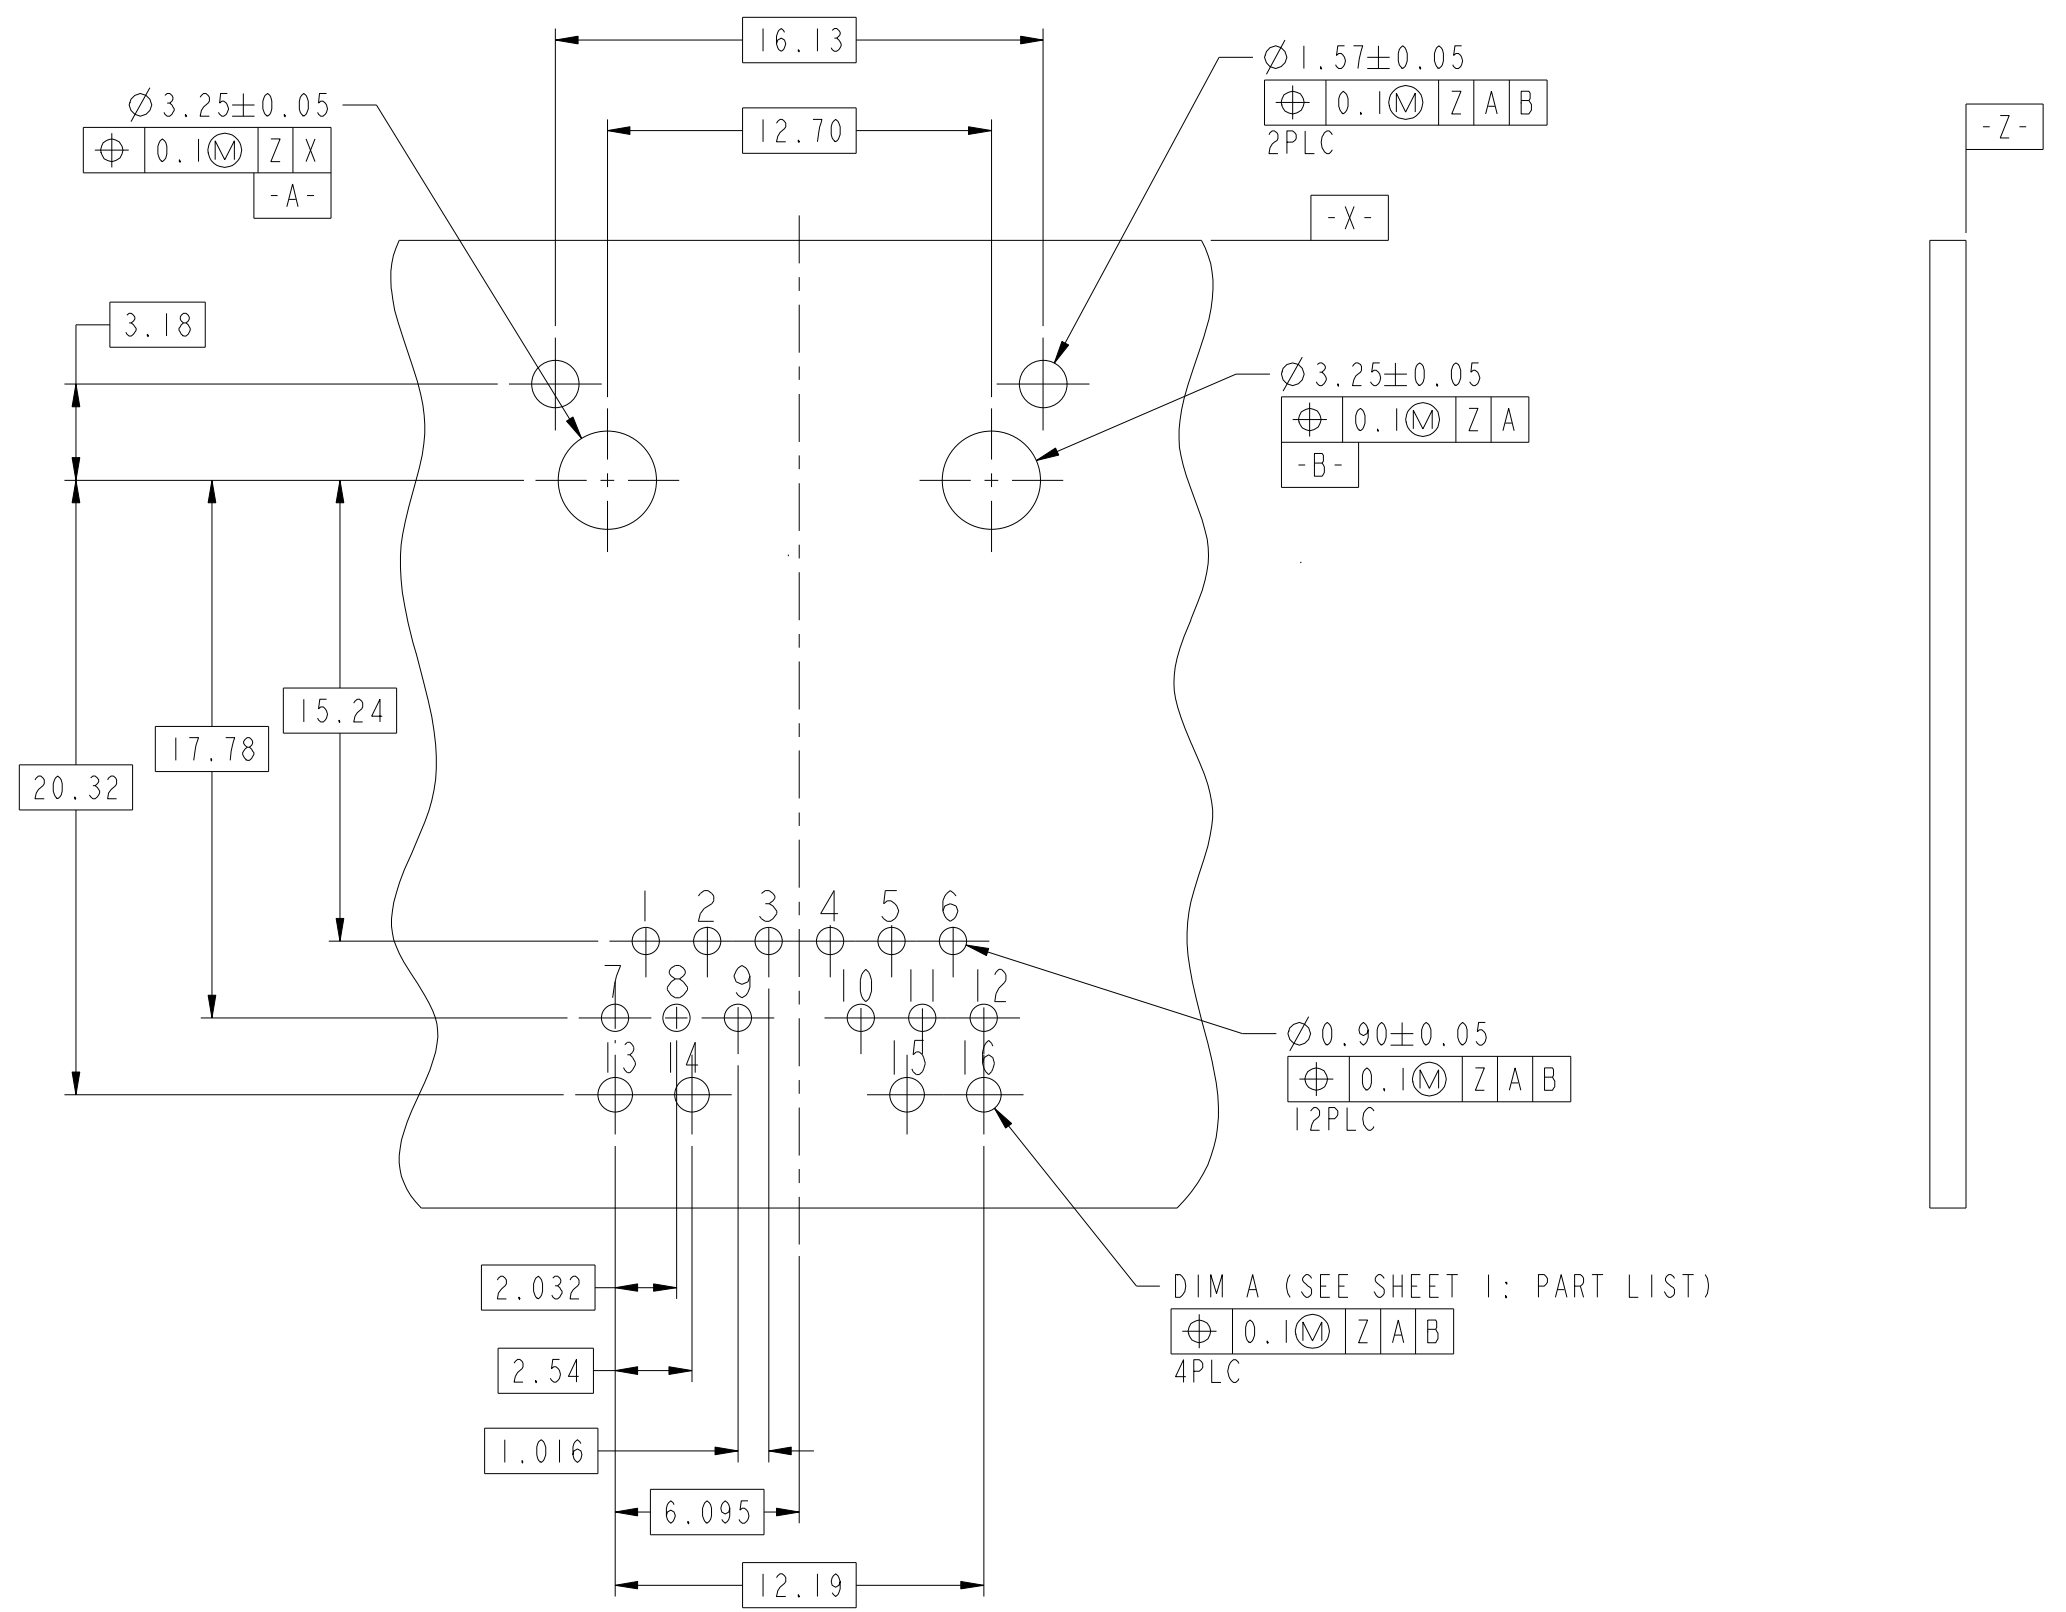 16.13
Ø1.57±0.05
⌖ 0.1Ⓜ Z A B
2PLC
Ø3.25±0.05
⌖ 0.1Ⓜ Z X
-A-
12.70
-Z-
-X-
3.18
Ø3.25±0.05
⌖ 0.1Ⓜ Z A
-B-
15.24
17.78
20.32
1 2 3 4 5 6
7 8 9 10 11 12
13 14 15 16
Ø0.90±0.05
⌖ 0.1Ⓜ Z A B
12PLC
2.032
DIM A (SEE SHEET 1: PART LIST)
⌖ 0.1Ⓜ Z A B
4PLC
2.54
1.016
6.095
12.19